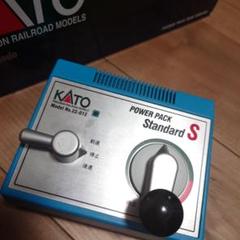 KATO
ON RAILROAD MODELS
KATO
Model No.22-012
POWER PACK
Standard S
前進
停止
後進